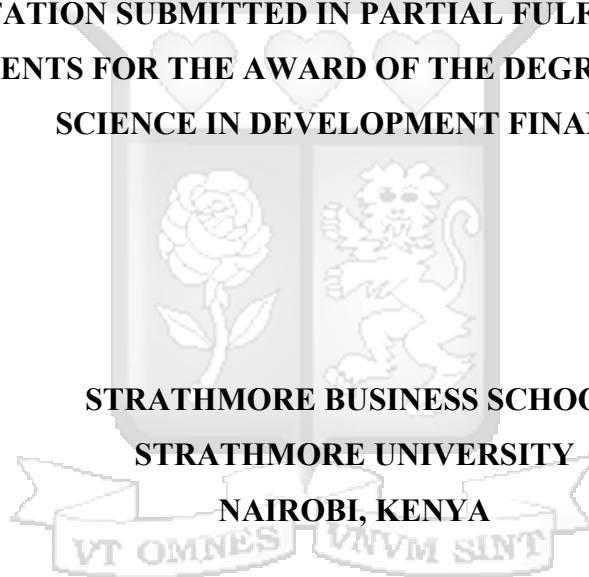 TATION SUBMITTED IN PARTIAL FULF
ENTS FOR THE AWARD OF THE DEGR
SCIENCE IN DEVELOPMENT FINA
STRATHMORE BUSINESS SCHOO
STRATHMORE UNIVERSITY
NAIROBI, KENYA
VT OMNES VNVM SINT